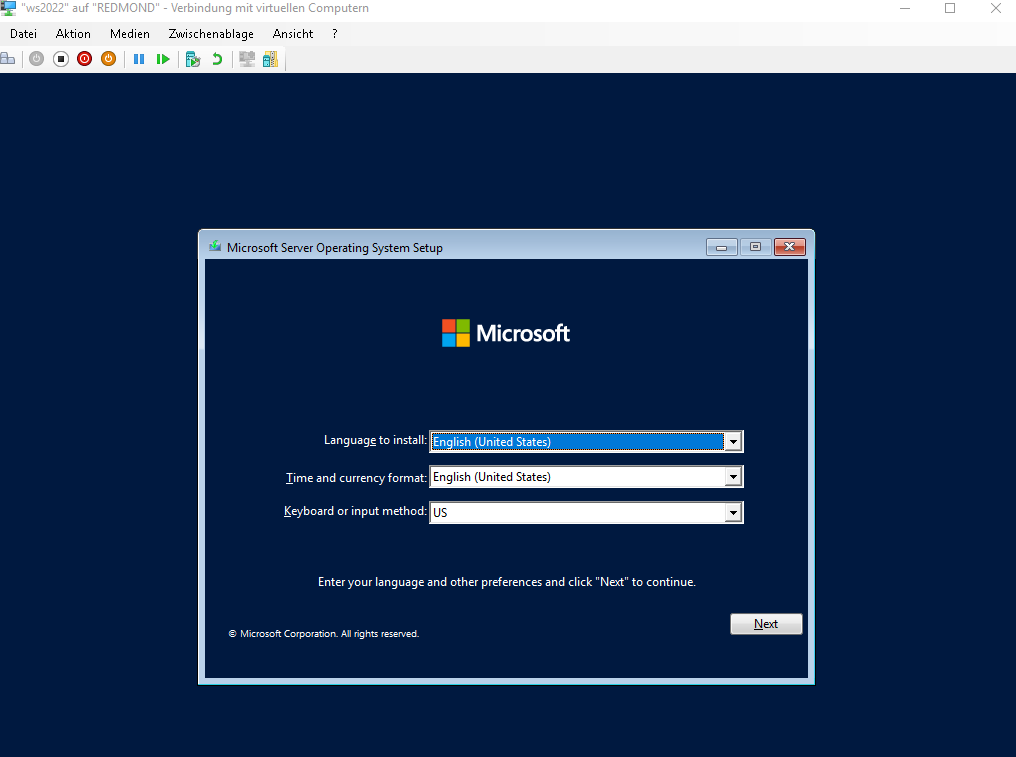 "ws2022" auf "REDMOND" - Verbindung mit virtuellen Computern
Datei Aktion Medien Zwischenablage Ansicht ?
Microsoft Server Operating System Setup
Microsoft
Language to install: English (United States)
Time and currency format: English (United States)
Keyboard or input method: US
Enter your language and other preferences and click "Next" to continue.
Next
© Microsoft Corporation. All rights reserved.